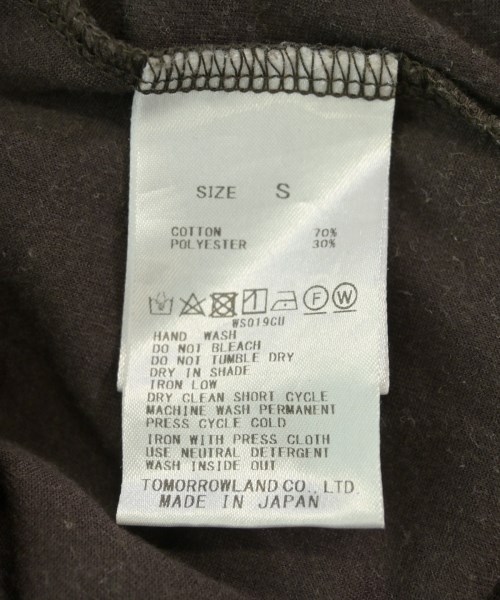 SIZE S
COTTON 70%
POLYESTER 30%
F W
WS019CU
HAND WASH
DO NOT BLEACH
DO NOT TUMBLE DRY
DRY IN SHADE
IRON LOW
DRY CLEAN SHORT CYCLE
MACHINE WASH PERMANENT
PRESS CYCLE COLD
IRON WITH PRESS CLOTH
USE NEUTRAL DETERGENT
WASH INSIDE OUT
TOMORROWLAND CO., LTD.
MADE IN JAPAN